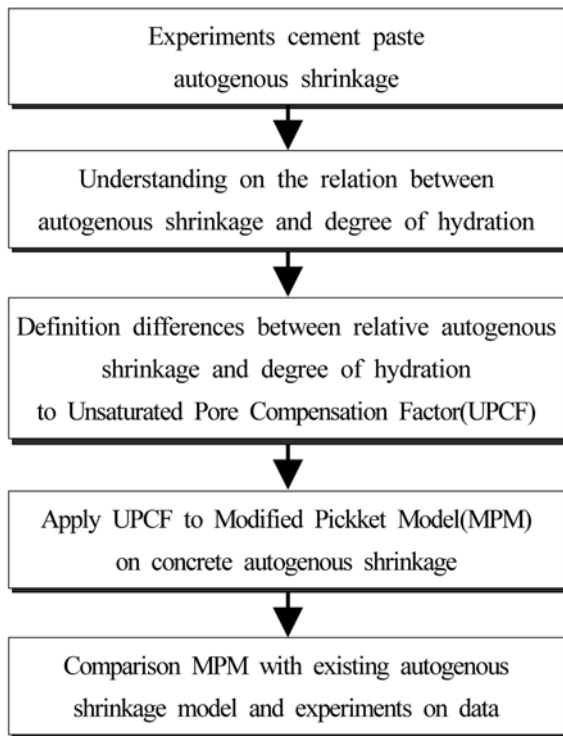 Experiments cement paste
autogenous shrinkage
Understanding on the relation between
autogenous shrinkage and degree of hydration
Definition differences between relative autogenous
shrinkage and degree of hydration
to Unsaturated Pore Compensation Factor(UPCF)
Apply UPCF to Modified Pickket Model(MPM)
on concrete autogenous shrinkage
Comparison MPM with existing autogenous
shrinkage model and experiments on data